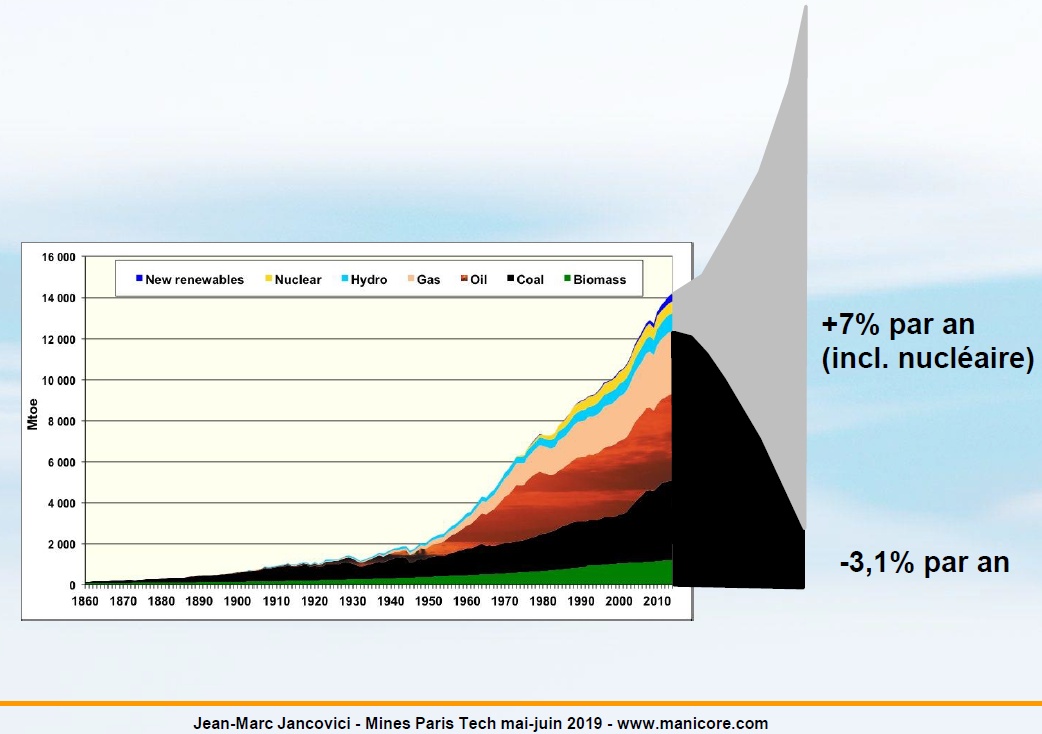 16 000
New renewables Nuclear Hydro Gas Oil Coal Biomass
14 000
12 000
10 000
8 000
6 000
4 000
2 000
0
Mtoe
1860 1870 1880 1890 1900 1910 1920 1930 1940 1950 1960 1970 1980 1990 2000 2010
+7% par an
(incl. nucléaire)
-3,1% par an
Jean-Marc Jancovici - Mines Paris Tech mai-juin 2019 - www.manicore.com